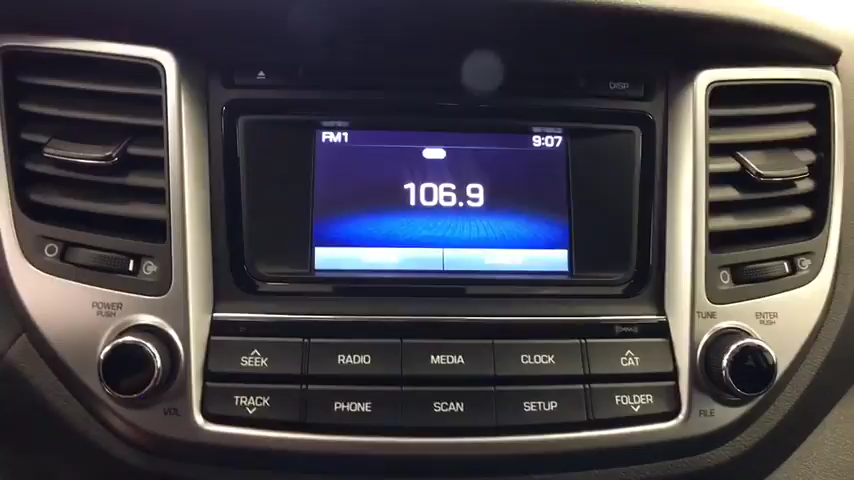 DISP
FM1
9:07
106.9
POWER
PUSH
VOL
TUNE
ENTER
PUSH
FILE
SEEK
RADIO
MEDIA
CLOCK
CAT
TRACK
PHONE
SCAN
SETUP
FOLDER